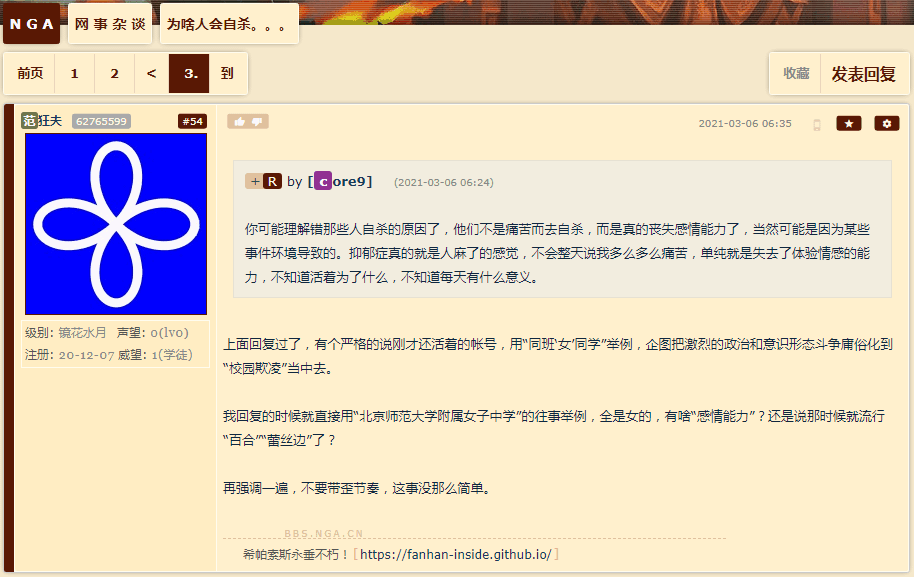 NGA 网事杂谈 为啥人会自杀。。。
前页 1 2 < 3. 到 收藏 发表回复
范狂夫 62765599 #54 2021-03-06 06:35
+ R by [core9] (2021-03-06 06:24)
你可能理解错那些人自杀的原因了，他们不是痛苦而去自杀，而是真的丧失感情能力了，当然可能是因为某些
事件环境导致的。抑郁症真的就是人麻了的感觉，不会整天说我多么多么痛苦，单纯就是失去了体验情感的能
力，不知道活着为了什么，不知道每天有什么意义。
级别: 镜花水月 声望: 0(lv0)
注册: 20-12-07 威望: 1(学徒)
上面回复过了，有个严格的说刚才还活着的帐号，用“同班‘女’同学”举例，企图把激烈的政治和意识形态斗争庸俗化到
“校园欺凌”当中去。
我回复的时候就直接用“北京师范大学附属女子中学”的往事举例，全是女的，有啥“感情能力”？还是说那时候就流行
“百合”“蕾丝边”了？
再强调一遍，不要带歪节奏，这事没那么简单。
BBS.NGA.CN
希帕索斯永垂不朽！[ https://fanhan-inside.github.io/ ]